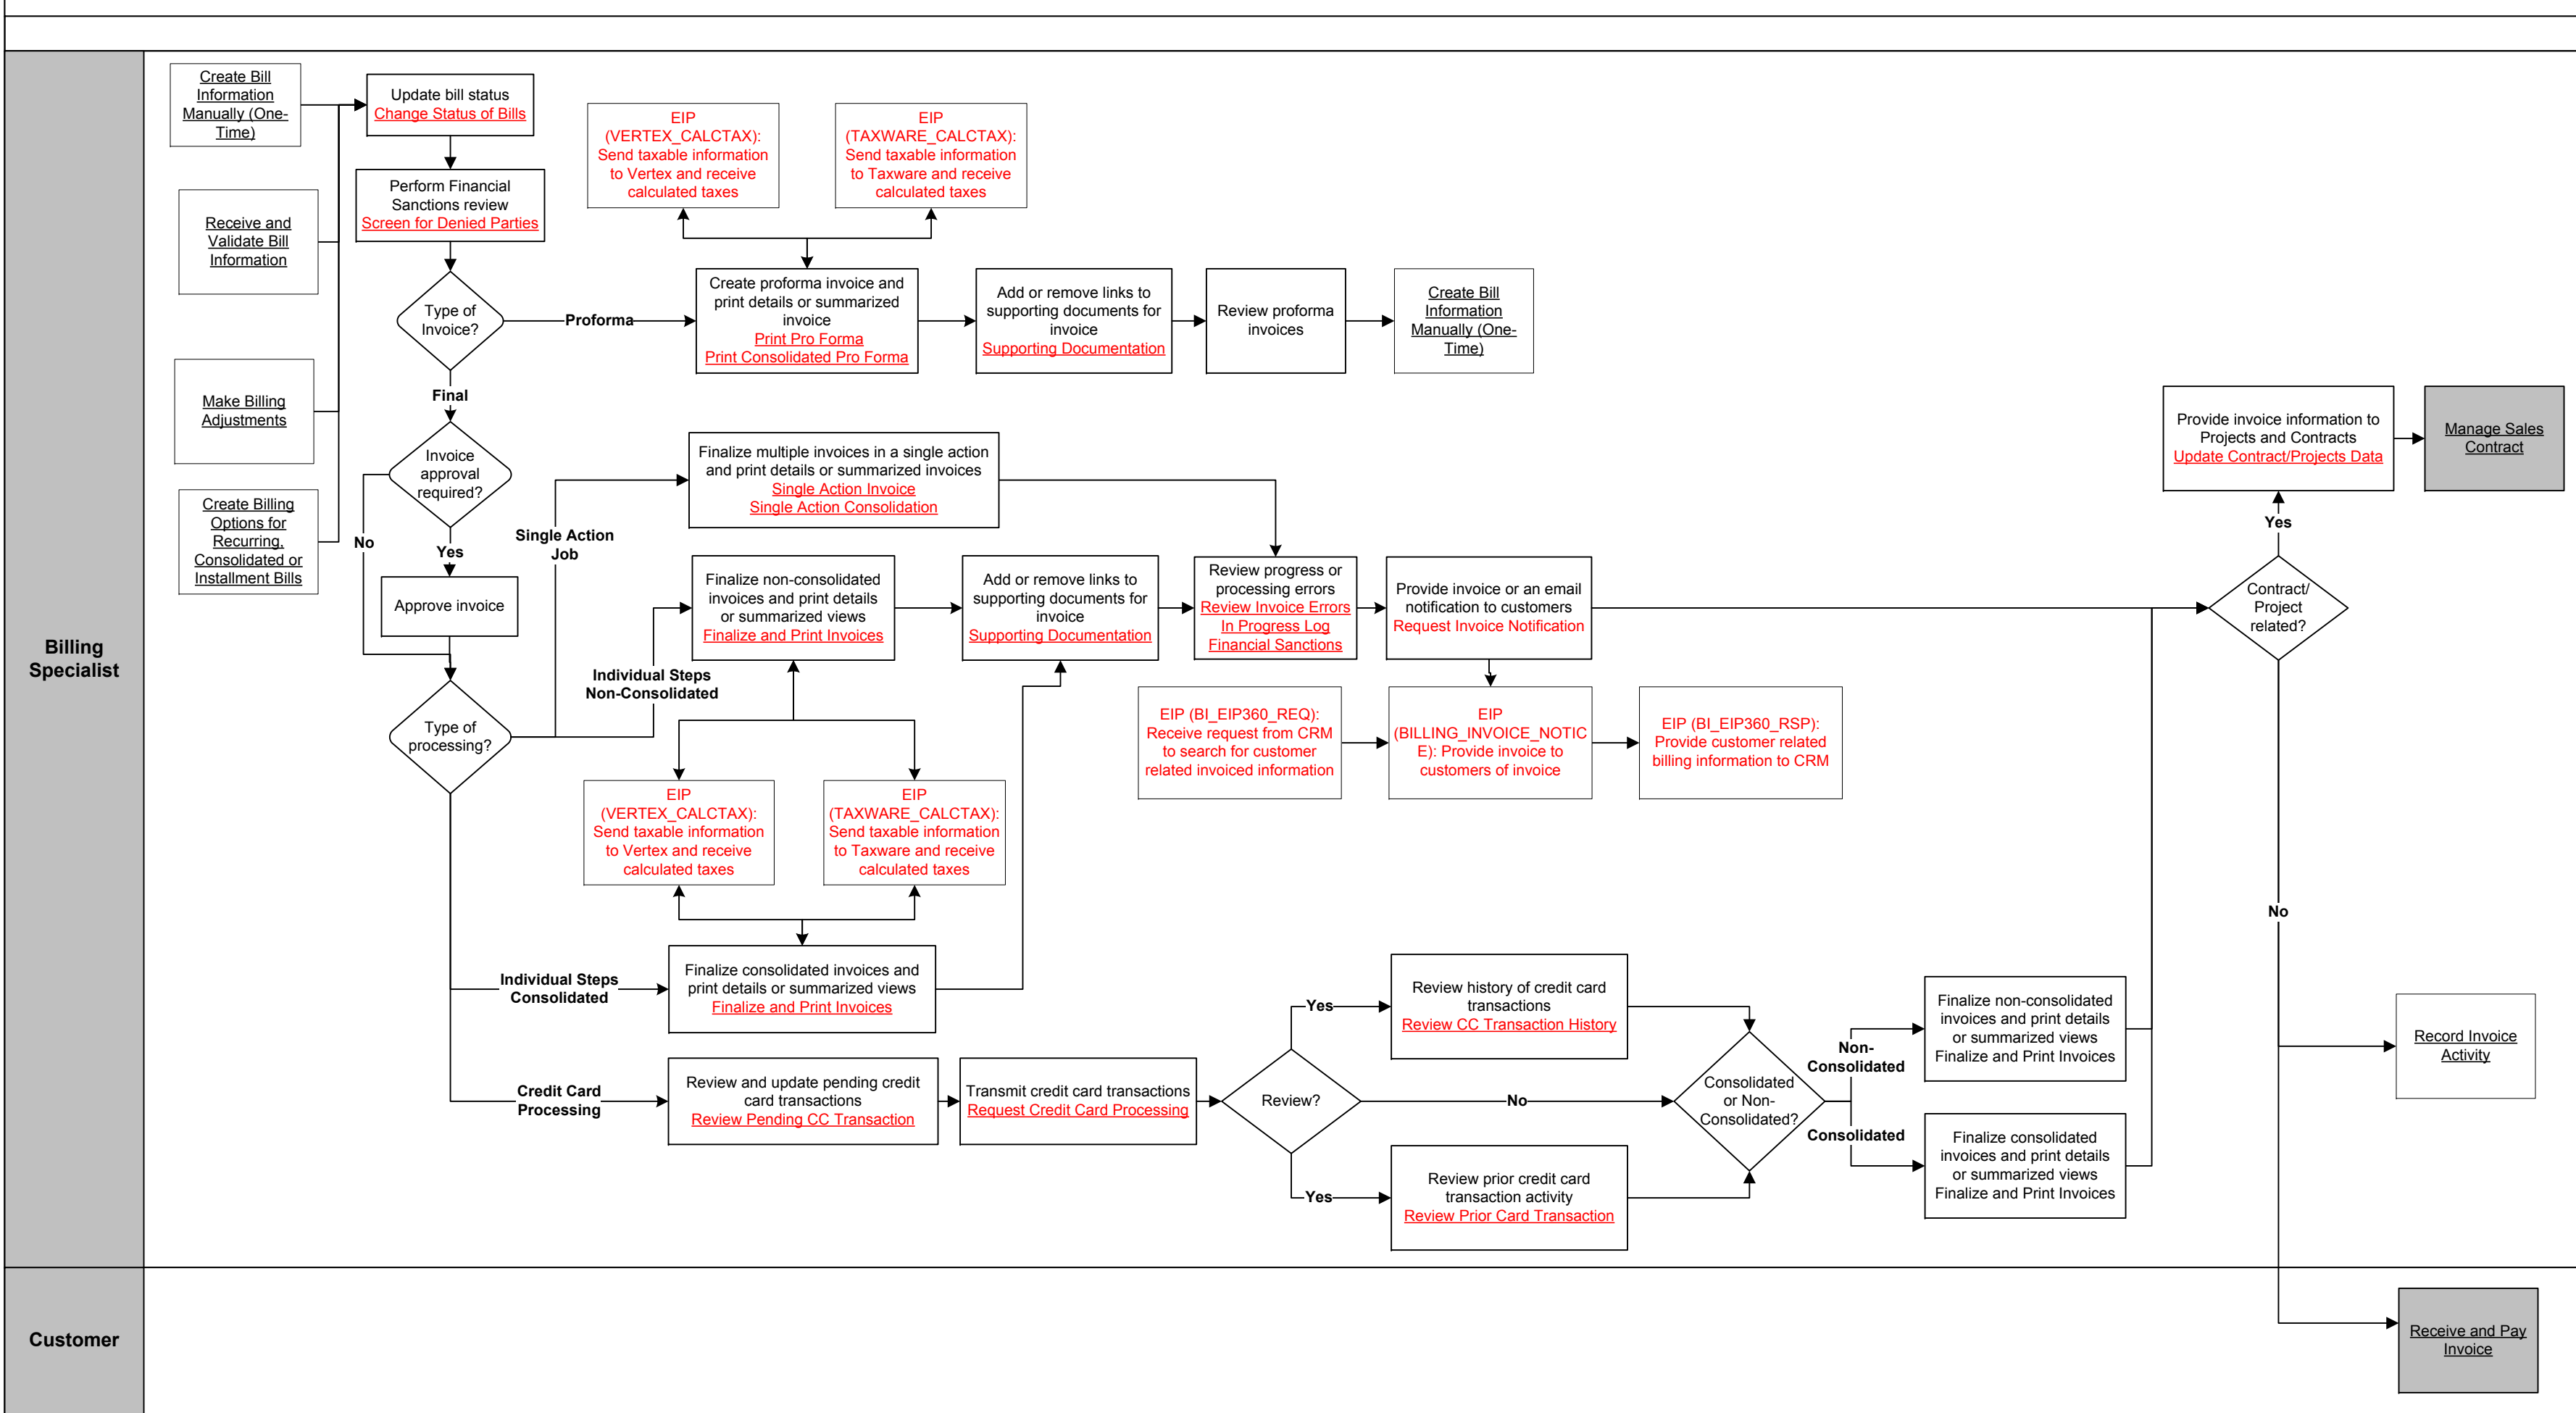 Billing
Specialist
Customer
Create Bill
Information
Manually (One-
Time)
Receive and
Validate Bill
Information
Make Billing
Adjustments
Create Billing
Options for
Recurring,
Consolidated or
Installment Bills
Update bill status
Change Status of Bills
Perform Financial
Sanctions review
Screen for Denied Parties
Type of
Invoice?
Proforma
Final
EIP
(VERTEX_CALCTAX):
Send taxable information
to Vertex and receive
calculated taxes
EIP
(TAXWARE_CALCTAX):
Send taxable information
to Taxware and receive
calculated taxes
Create proforma invoice and
print details or summarized
invoice
Print Pro Forma
Print Consolidated Pro Forma
Add or remove links to
supporting documents for
invoice
Supporting Documentation
Review proforma
invoices
Create Bill
Information
Manually (One-
Time)
Invoice
approval
required?
No
Yes
Approve invoice
Type of
processing?
Single Action
Job
Finalize multiple invoices in a single action
and print details or summarized invoices
Single Action Invoice
Single Action Consolidation
Individual Steps
Non-Consolidated
Finalize non-consolidated
invoices and print details
or summarized views
Finalize and Print Invoices
Add or remove links to
supporting documents for
invoice
Supporting Documentation
Review progress or
processing errors
Review Invoice Errors
In Progress Log
Financial Sanctions
Provide invoice or an email
notification to customers
Request Invoice Notification
EIP (BI_EIP360_REQ):
Receive request from CRM
to search for customer
related invoiced information
EIP
(BILLING_INVOICE_NOTIC
E): Provide invoice to
customers of invoice
EIP (BI_EIP360_RSP):
Provide customer related
billing information to CRM
EIP
(VERTEX_CALCTAX):
Send taxable information
to Vertex and receive
calculated taxes
EIP
(TAXWARE_CALCTAX):
Send taxable information
to Taxware and receive
calculated taxes
Individual Steps
Consolidated
Finalize consolidated invoices and
print details or summarized views
Finalize and Print Invoices
Credit Card
Processing
Review and update pending credit
card transactions
Review Pending CC Transaction
Transmit credit card transactions
Request Credit Card Processing
Review?
Yes
No
Yes
Review history of credit card
transactions
Review CC Transaction History
Review prior credit card
transaction activity
Review Prior Card Transaction
Consolidated
or Non-
Consolidated?
Non-
Consolidated
Consolidated
Finalize non-consolidated
invoices and print details
or summarized views
Finalize and Print Invoices
Finalize consolidated
invoices and print details
or summarized views
Finalize and Print Invoices
Provide invoice information to
Projects and Contracts
Update Contract/Projects Data
Manage Sales
Contract
Yes
Contract/
Project
related?
No
Record Invoice
Activity
Receive and Pay
Invoice